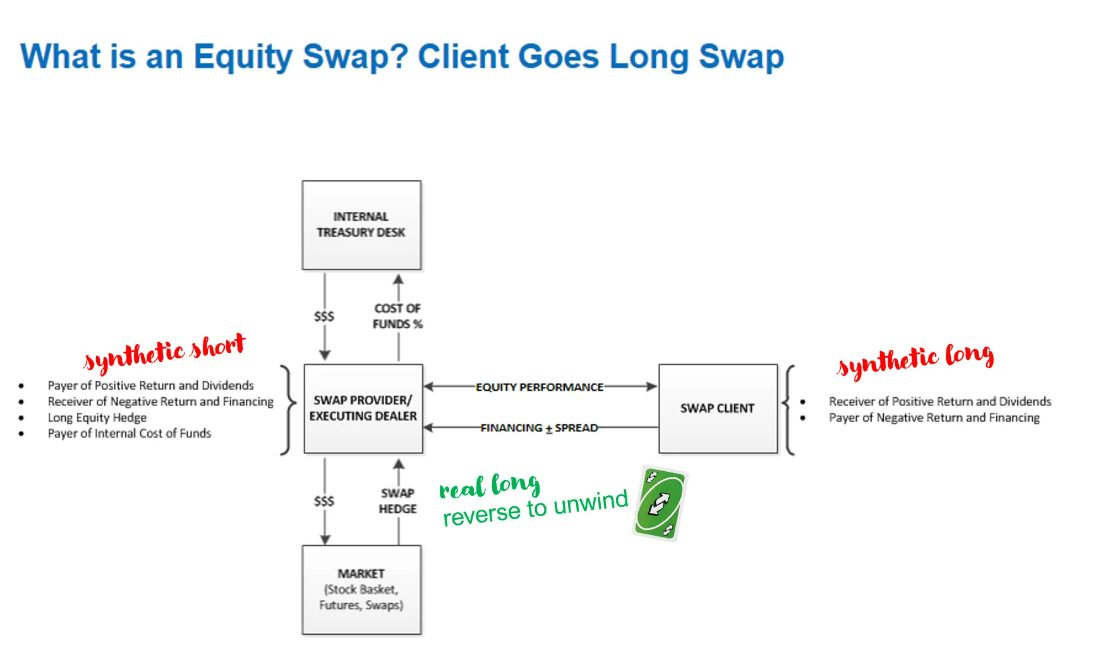 What is an Equity Swap? Client Goes Long Swap
INTERNAL
TREASURY DESK
$$$
COST OF
FUNDS %
synthetic short
• Payer of Positive Return and Dividends
• Receiver of Negative Return and Financing
• Long Equity Hedge
• Payer of Internal Cost of Funds
SWAP PROVIDER/
EXECUTING DEALER
EQUITY PERFORMANCE
FINANCING ± SPREAD
SWAP CLIENT
synthetic long
• Receiver of Positive Return and Dividends
• Payer of Negative Return and Financing
$$$
SWAP
HEDGE
real long
reverse to unwind
MARKET
(Stock Basket,
Futures, Swaps)